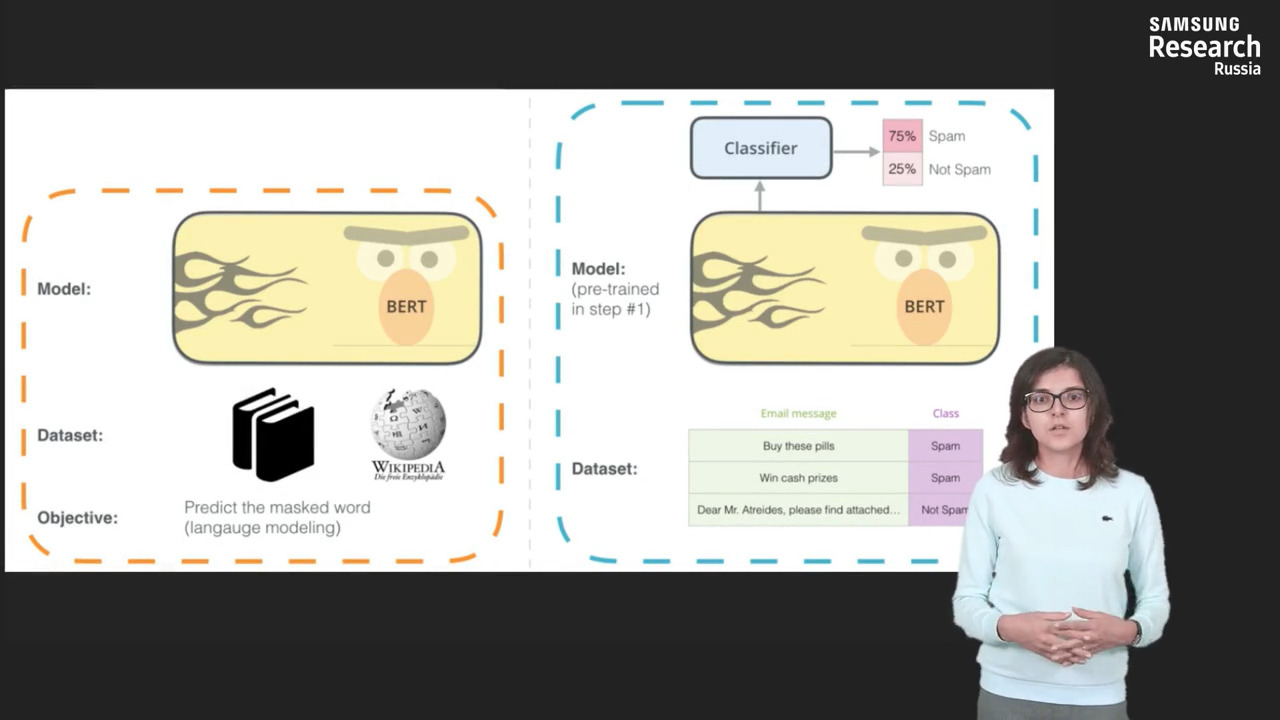 SAMSUNG
Research
Russia
Model:
BERT
Dataset:
WIKIPEDIA
Die freie Enzyklopädie
Objective:
Predict the masked word
(langauge modeling)
Classifier
75% Spam
25% Not Spam
Model:
(pre-trained
in step #1)
BERT
Dataset:
Email message Class
Buy these pills Spam
Win cash prizes Spam
Dear Mr. Atreides, please find attached... Not Spam